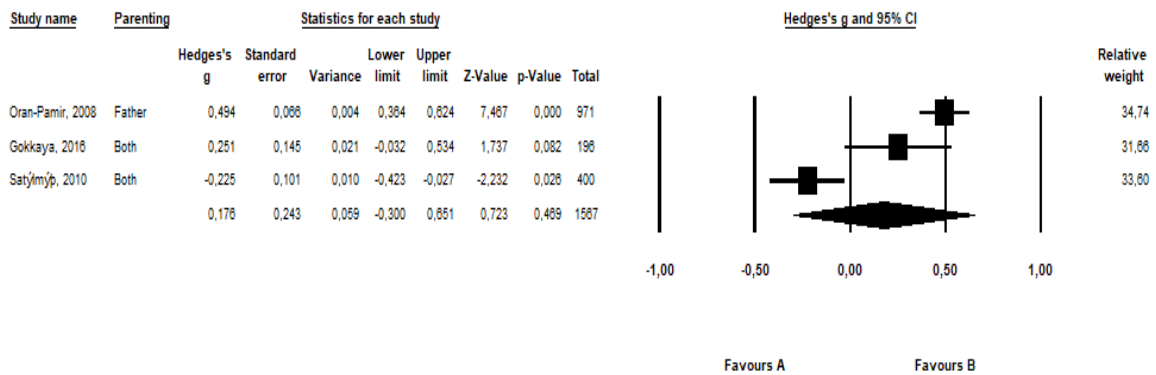 Study name Parenting Statistics for each study Hedges's g and 95% CI
Hedges's Standard Lower Upper Relative
g error Variance limit limit Z-Value p-Value Total weight
Oran-Pamir, 2008 Father 0,494 0,066 0,004 0,364 0,624 7,467 0,000 971 34,74
Gokkaya, 2016 Both 0,251 0,145 0,021 -0,032 0,534 1,737 0,082 196 31,66
Satýlmýþ, 2010 Both -0,225 0,101 0,010 -0,423 -0,027 -2,232 0,026 400 33,60
0,176 0,243 0,059 -0,300 0,651 0,723 0,469 1567
-1,00 -0,50 0,00 0,50 1,00
Favours A Favours B